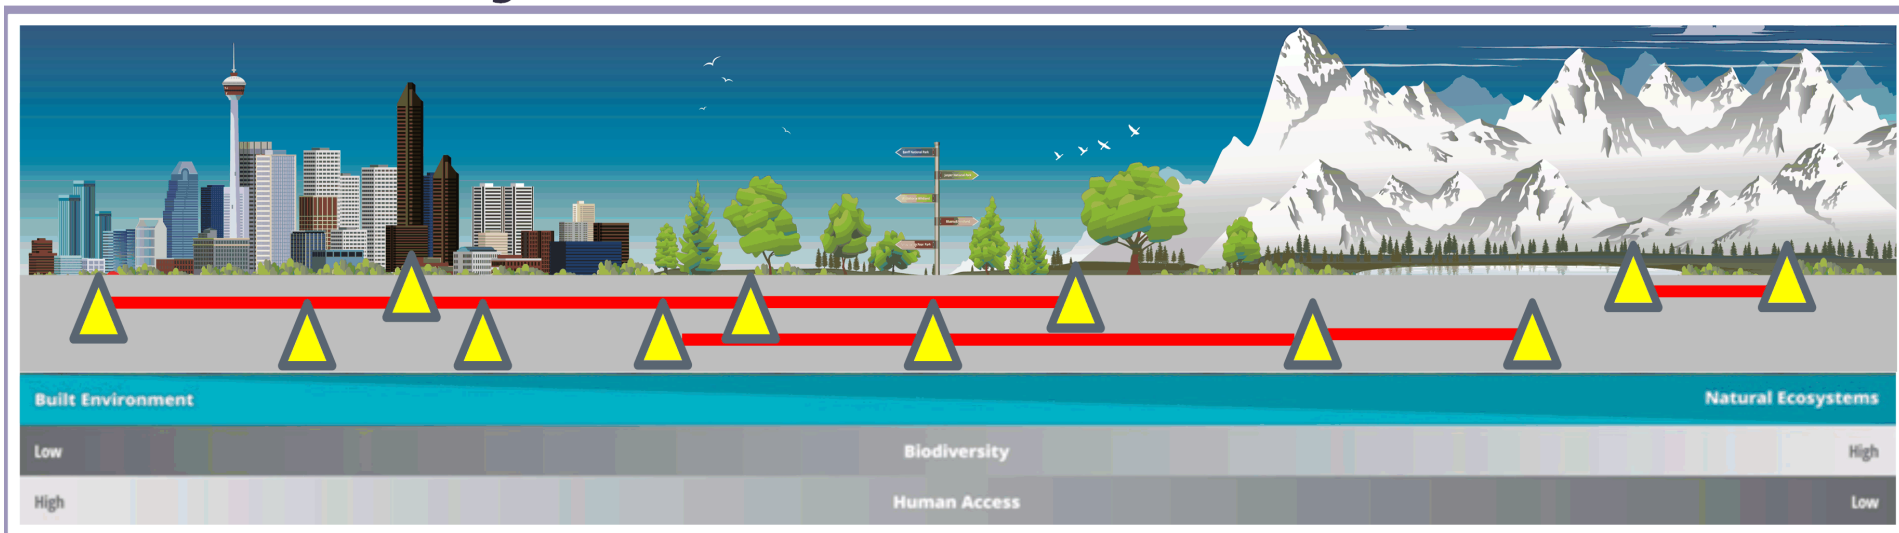 Built Environment
Natural Ecosystems
Low
Biodiversity
High
High
Human Access
Low